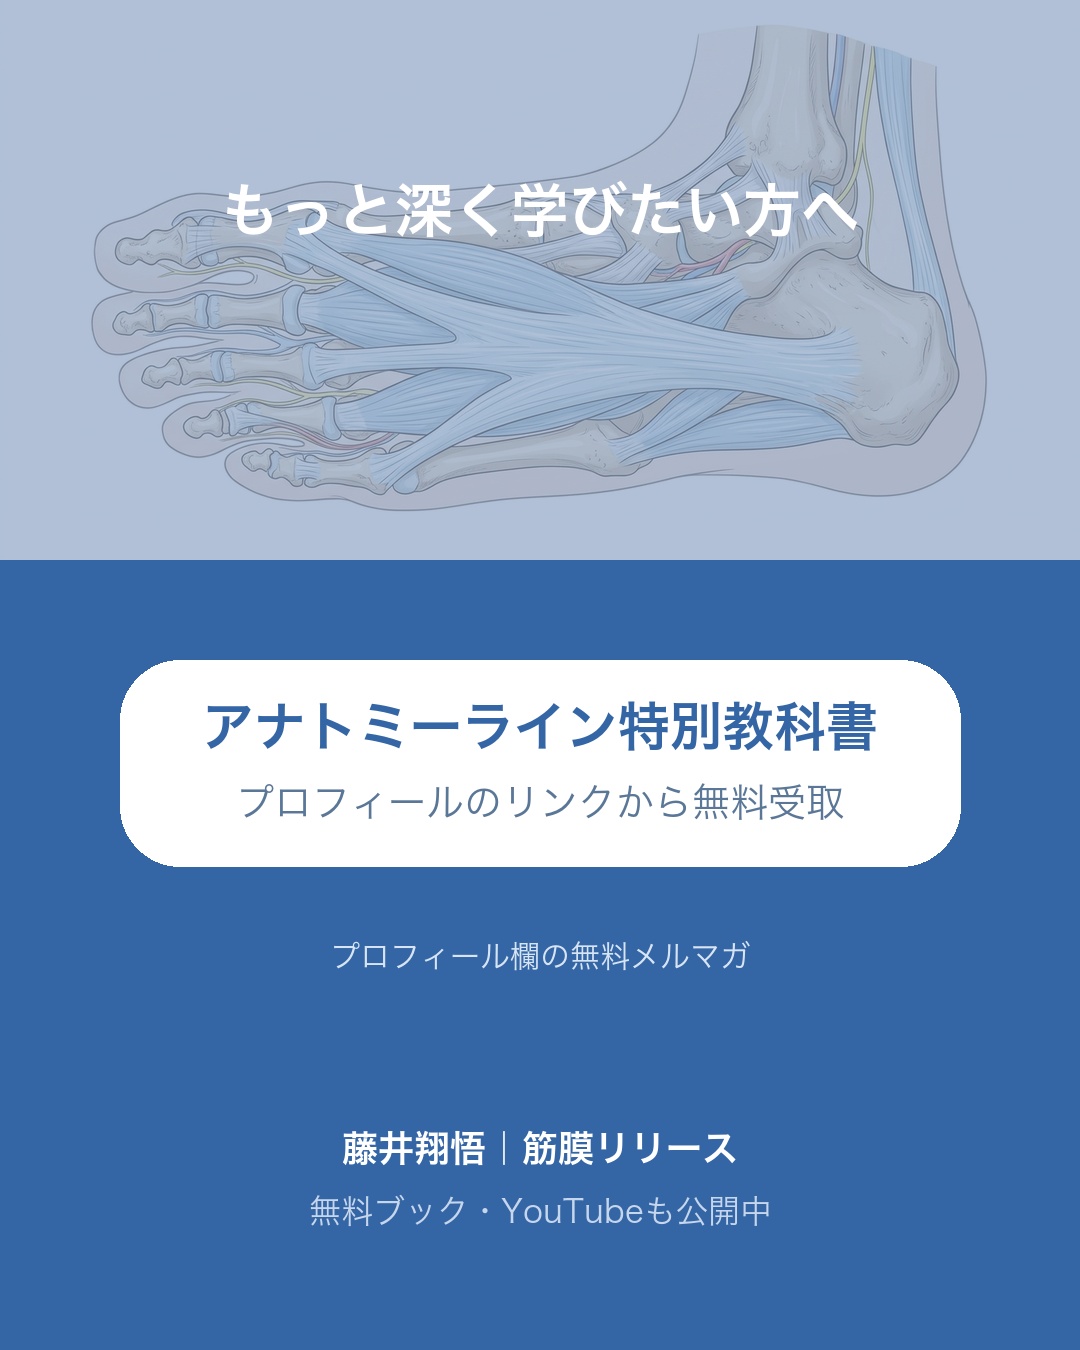 もっと深く学びたい方へ
アナトミーライン特別教科書
プロフィールのリンクから無料受取
プロフィール欄の無料メルマガ
藤井翔悟｜筋膜リリース
無料ブック・YouTubeも公開中